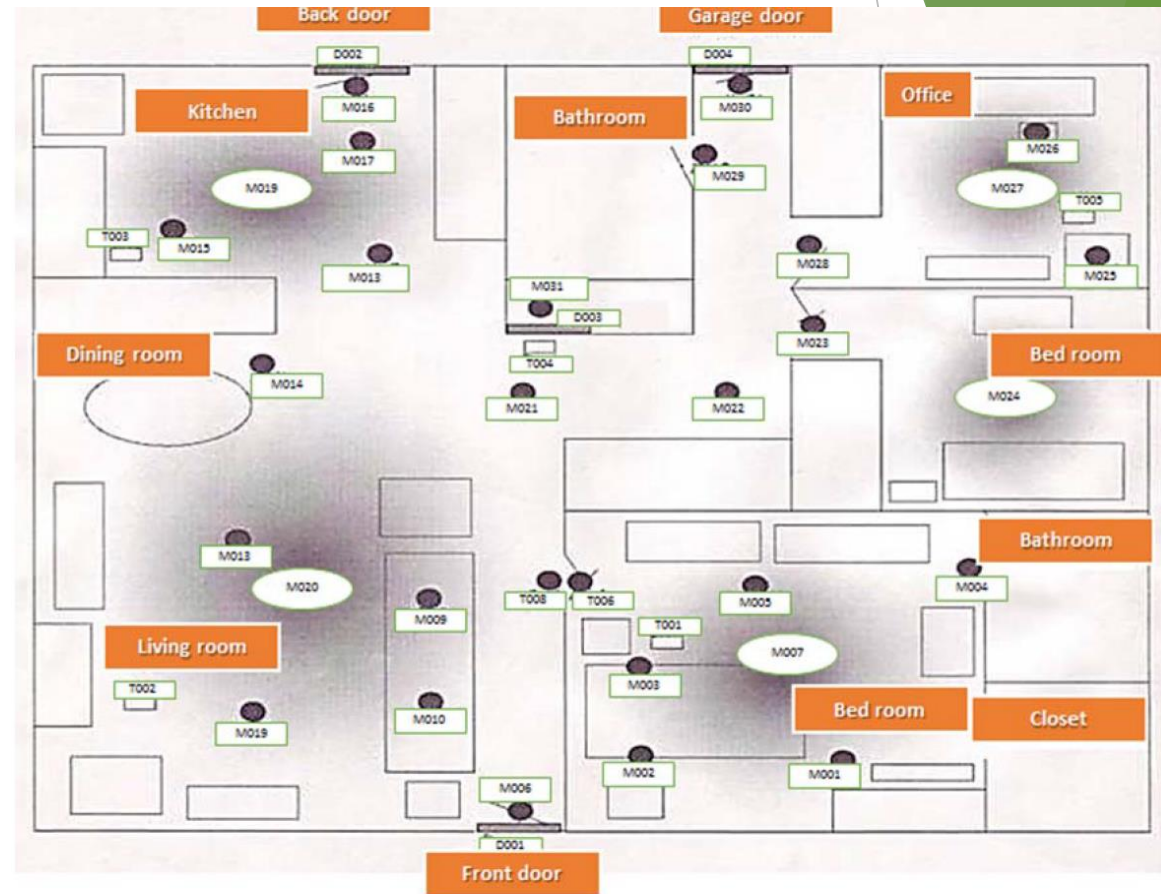 Back door
Garage door
D002
D004
M016
M030
Kitchen
Office
Bathroom
M026
M017
M029
M019
M027
T005
T003
M015
M028
M025
M013
M031
D003
M023
Dining room
T004
Bed room
M014
M021
M022
M024
M013
Bathroom
M020
T008
T006
M005
M004
M009
T001
Living room
M007
M003
T002
M010
Bed room
Closet
M019
M002
M001
M006
D001
Front door